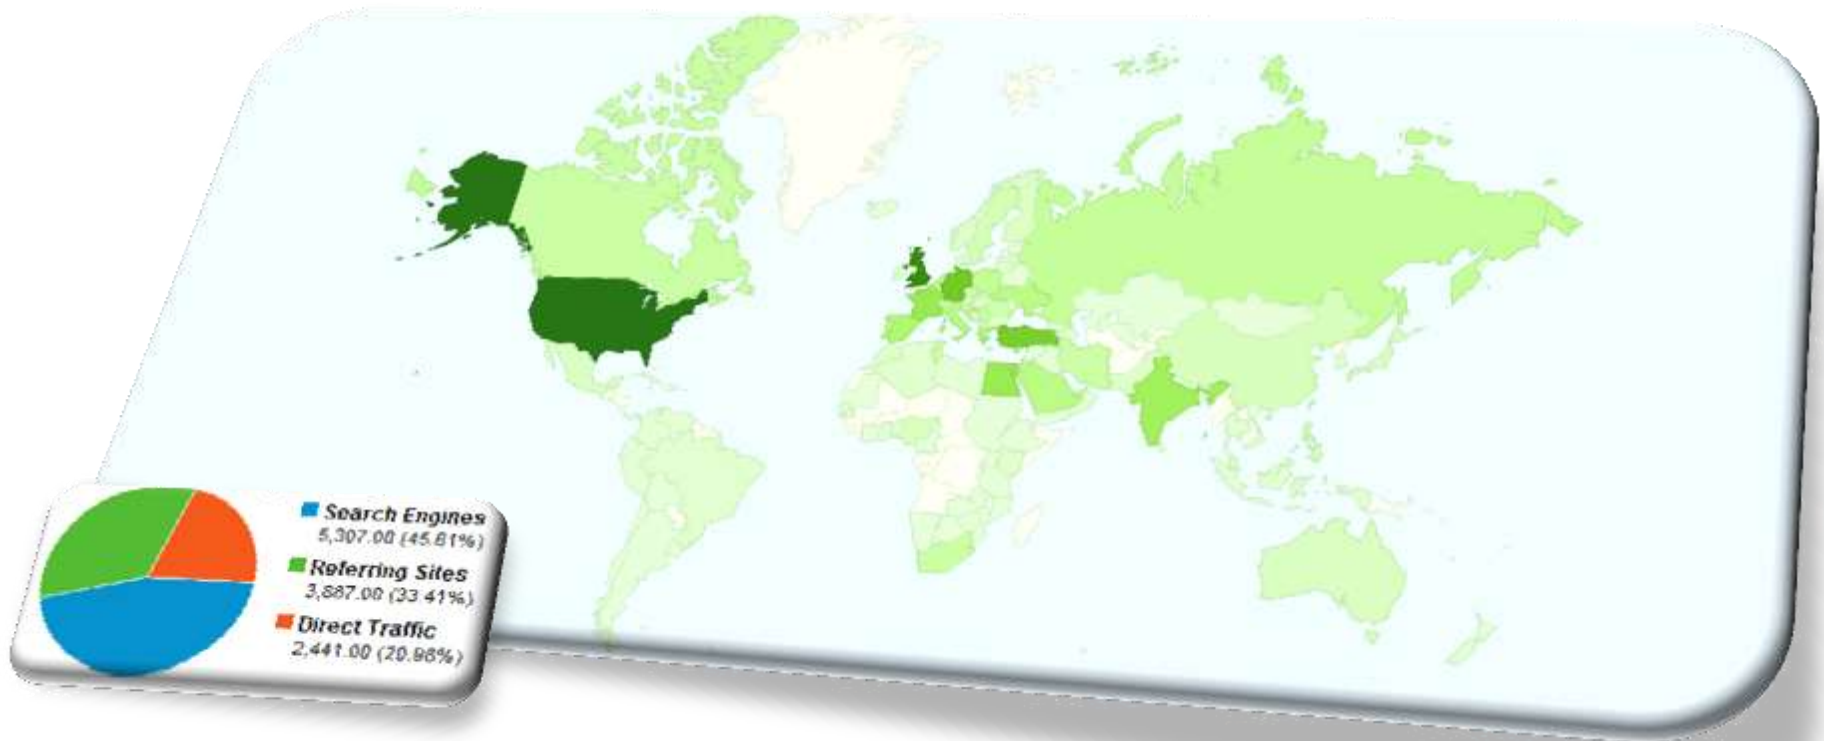 Search Engines
5,307.00 (45.61%)
Referring Sites
3,887.00 (33.41%)
Direct Traffic
2,441.00 (20.98%)